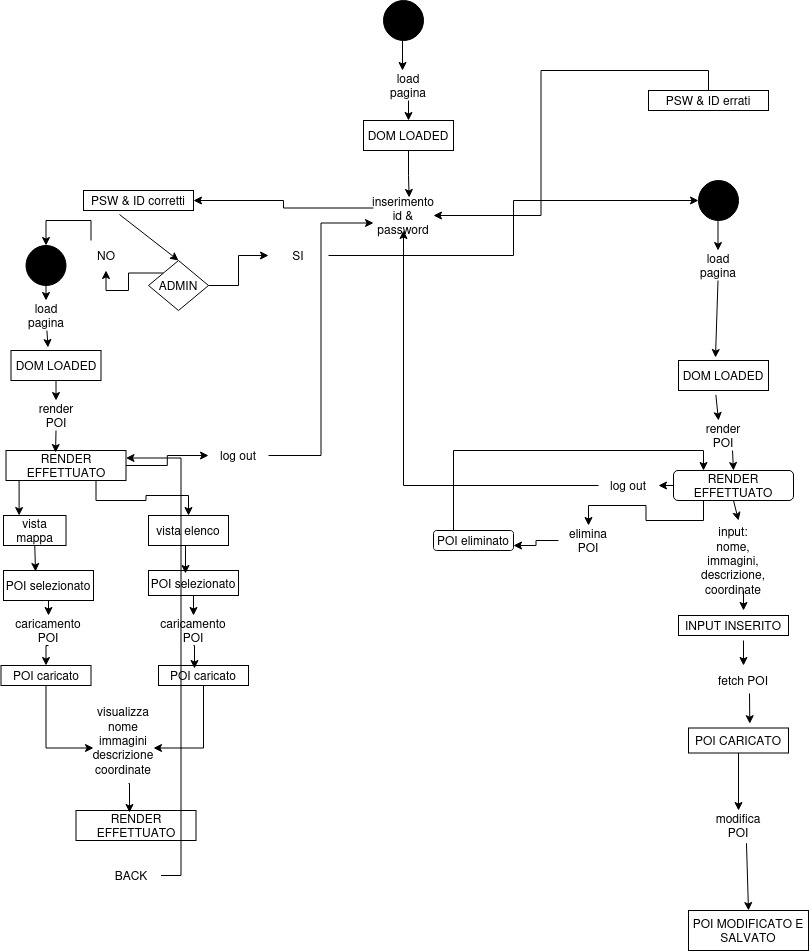 load
pagina
PSW & ID errati
DOM LOADED
PSW & ID corretti
inserimento
id &
password
NO
SI
ADMIN
load
pagina
load
pagina
DOM LOADED
DOM LOADED
render
POI
render
POI
RENDER
EFFETTUATO
log out
log out
RENDER
EFFETTUATO
vista
mappa
vista elenco
POI eliminato
elimina
POI
input:
nome,
immagini,
descrizione,
coordinate
POI selezionato
POI selezionato
caricamento
POI
caricamento
POI
INPUT INSERITO
POI caricato
POI caricato
fetch POI
visualizza
nome
immagini
descrizione
coordinate
POI CARICATO
RENDER
EFFETTUATO
modifica
POI
BACK
POI MODIFICATO E
SALVATO